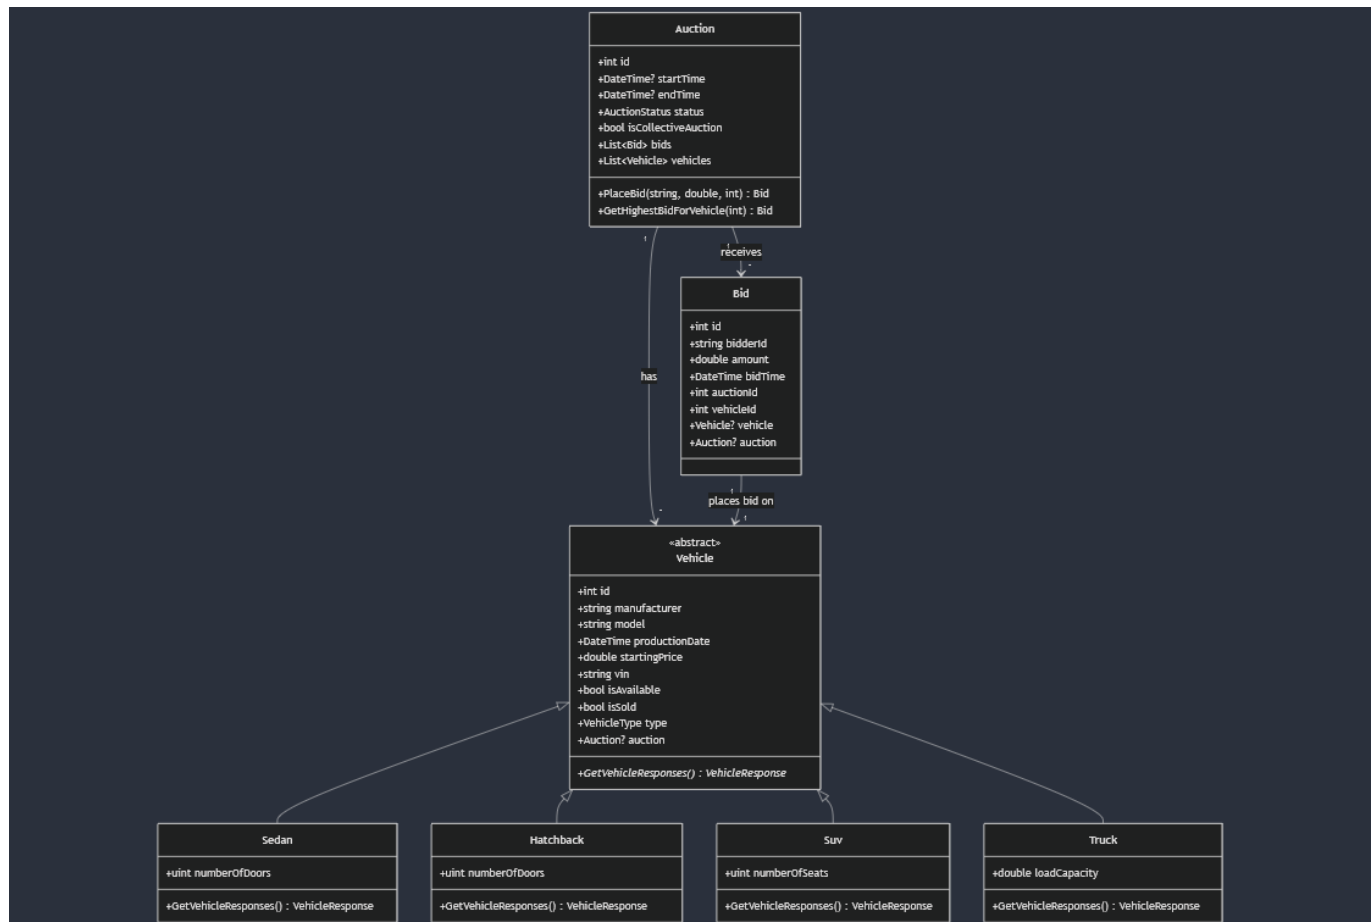 Auction
+int id
+DateTime? startTime
+DateTime? endTime
+AuctionStatus status
+bool isCollectiveAuction
+List<Bid> bids
+List<Vehicle> vehicles
+PlaceBid(string, double, int) : Bid
+GetHighestBidForVehicle(int) : Bid
receives
Bid
+int id
+string bidderId
+double amount
+DateTime bidTime
+int auctionId
+int vehicleId
+Vehicle? vehicle
+Auction? auction
has
places bid on
«abstract»
Vehicle
+int id
+string manufacturer
+string model
+DateTime productionDate
+double startingPrice
+string vin
+bool isAvailable
+bool isSold
+VehicleType type
+Auction? auction
+GetVehicleResponses() : VehicleResponse
Sedan
+uint numberOfDoors
+GetVehicleResponses() : VehicleResponse
Hatchback
+uint numberOfDoors
+GetVehicleResponses() : VehicleResponse
Suv
+uint numberOfSeats
+GetVehicleResponses() : VehicleResponse
Truck
+double loadCapacity
+GetVehicleResponses() : VehicleResponse